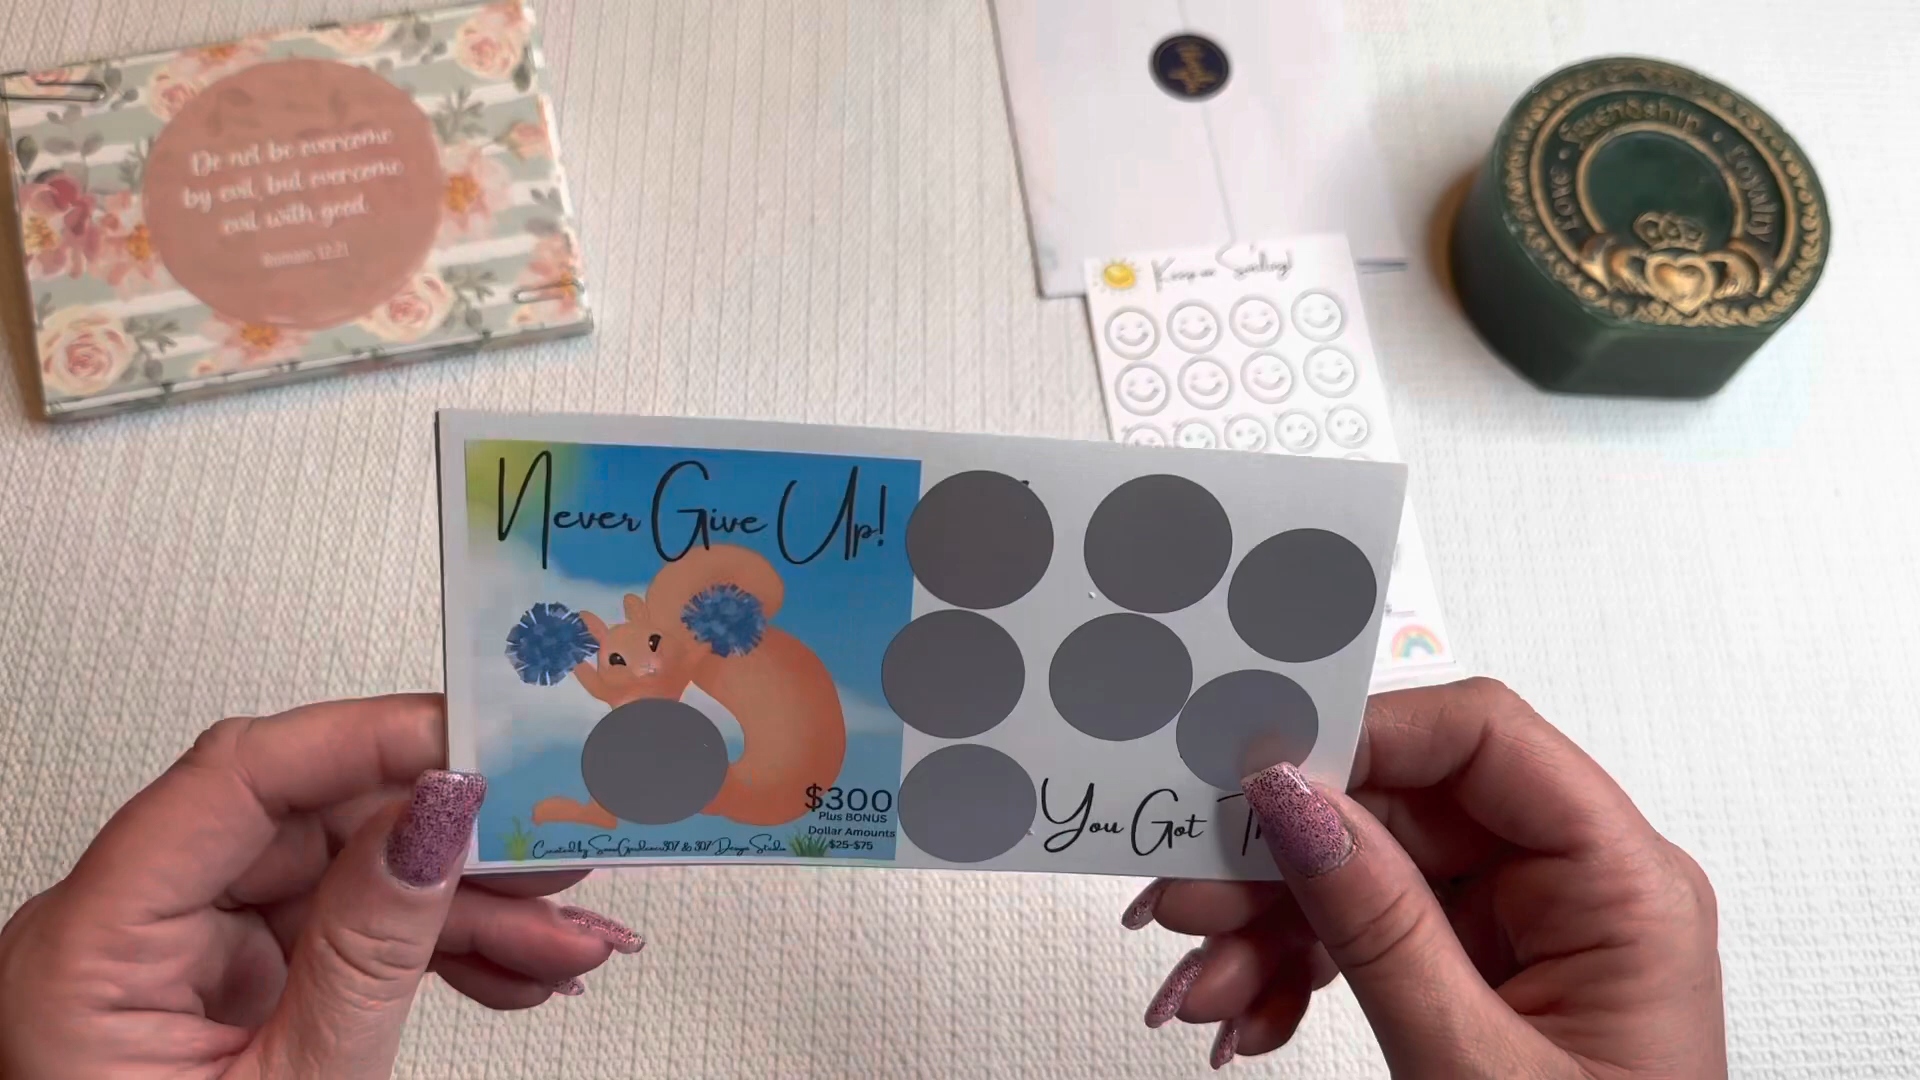 Do not be overcome
by evil, but overcome
evil with good.
Romans 12:21
Love • Friendship • royalty
Keep on Smiling!
Never Give Up!
$300
Plus BONUS
Dollar Amounts
$25-$75
You Got